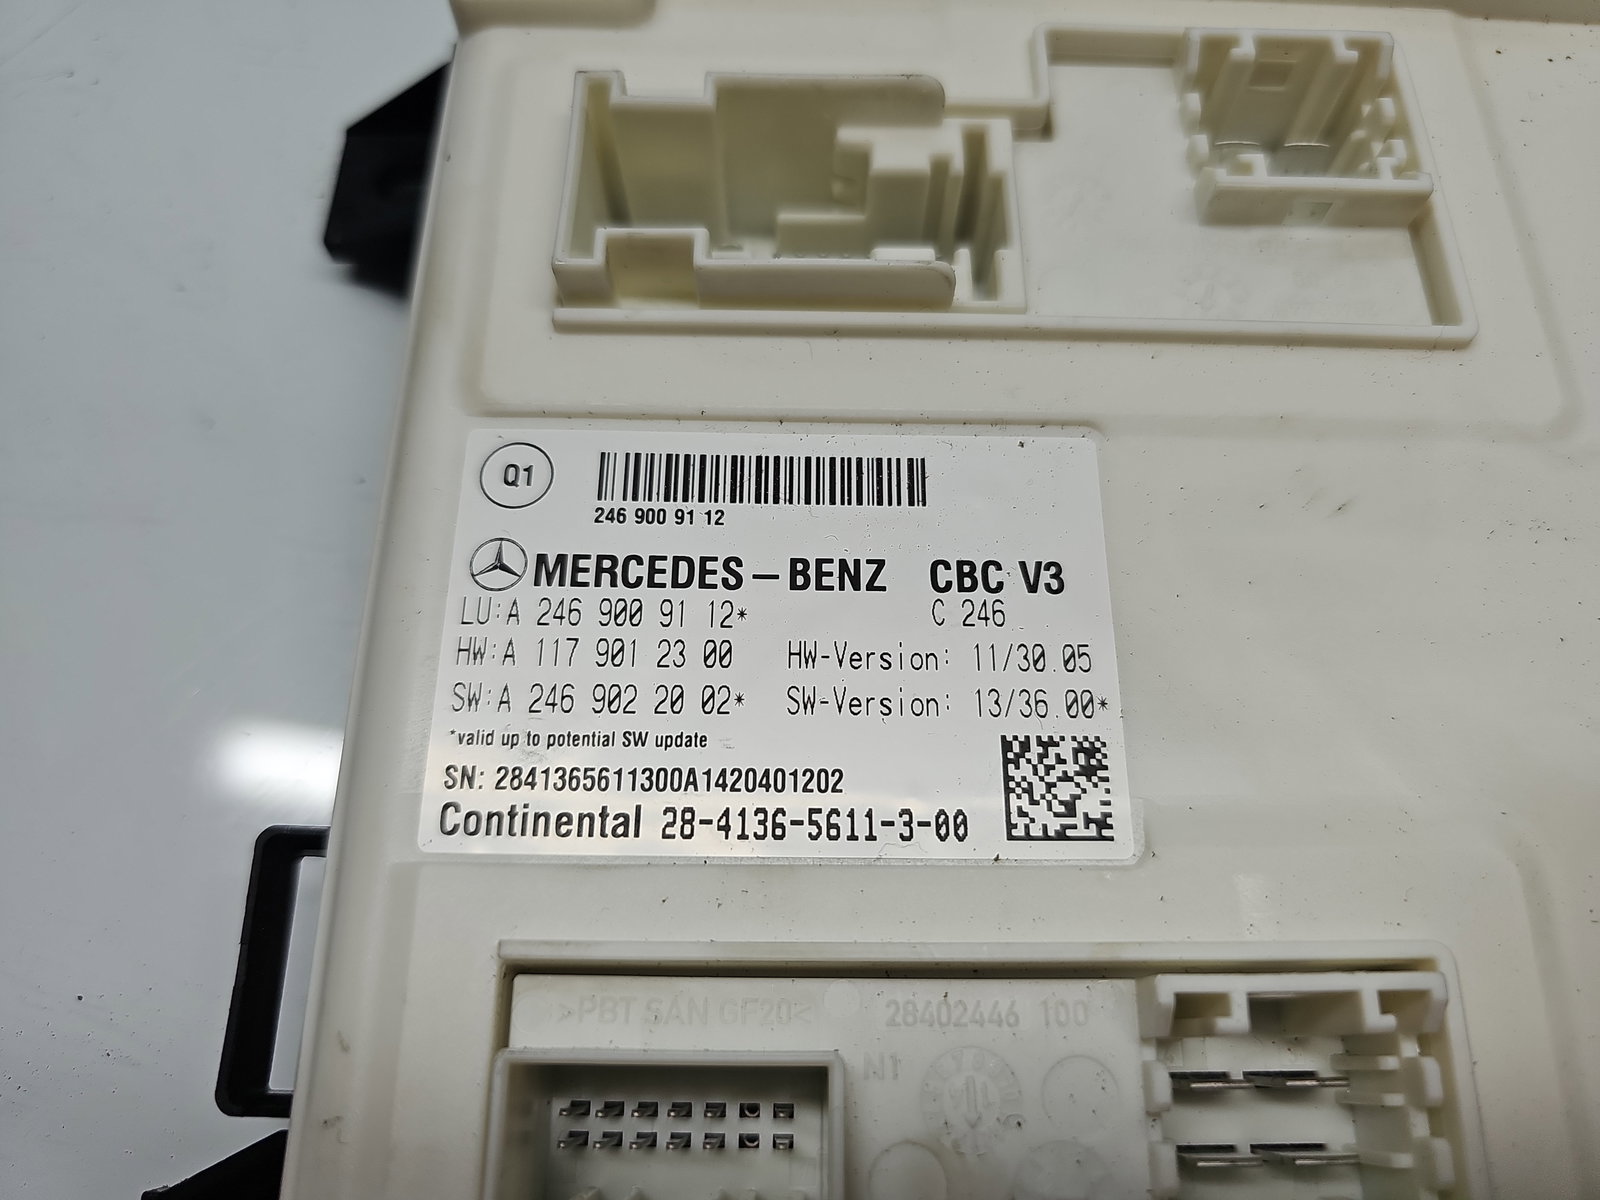 Q1
246 900 91 12
MERCEDES-BENZ CBC V3
LU:A 246 900 91 12* C 246
HW:A 117 901 23 00 HW-Version: 11/30.05
SW:A 246 902 20 02* SW-Version: 13/36.00*
*valid up to potential SW update
SN: 2841365611300A1420401202
Continental 28-4136-5611-3-00
>PBT SAN GF20< 28402446 100
N1